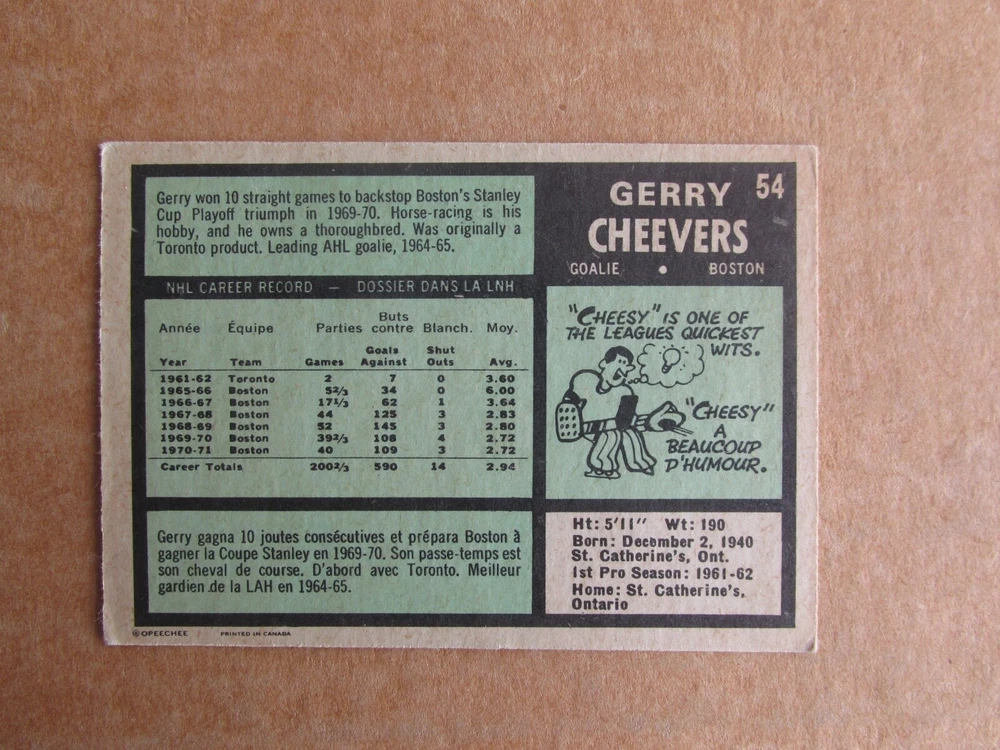 Gerry won 10 straight games to backstop Boston's Stanley
Cup Playoff triumph in 1969-70. Horse-racing is his
hobby, and he owns a thoroughbred. Was originally a
Toronto product. Leading AHL goalie, 1964-65.
GERRY 54
CHEEVERS
GOALIE • BOSTON
NHL CAREER RECORD — DOSSIER DANS LA LNH
Année Équipe Parties Buts contre Blanch. Moy.
Year Team Games Goals Against Shut Outs Avg.
1961-62 Toronto 2 7 0 3.60
1965-66 Boston 52/3 34 0 6.00
1966-67 Boston 171/3 62 1 3.64
1967-68 Boston 44 125 3 2.83
1968-69 Boston 52 145 3 2.80
1969-70 Boston 392/3 108 4 2.72
1970-71 Boston 40 109 3 2.72
Career Totals 2002/3 590 14 2.94
"CHEESY" IS ONE OF
THE LEAGUES QUICKEST
WITS.
"CHEESY"
A
BEAUCOUP
D'HUMOUR.
Gerry gagna 10 joutes consécutives et prépara Boston à
gagner la Coupe Stanley en 1969-70. Son passe-temps est
son cheval de course. D'abord avec Toronto. Meilleur
gardien de la LAH en 1964-65.
Ht: 5'11" Wt: 190
Born: December 2, 1940
St. Catherine's, Ont.
1st Pro Season: 1961-62
Home: St. Catherine's,
Ontario
© OPEECHEE PRINTED IN CANADA